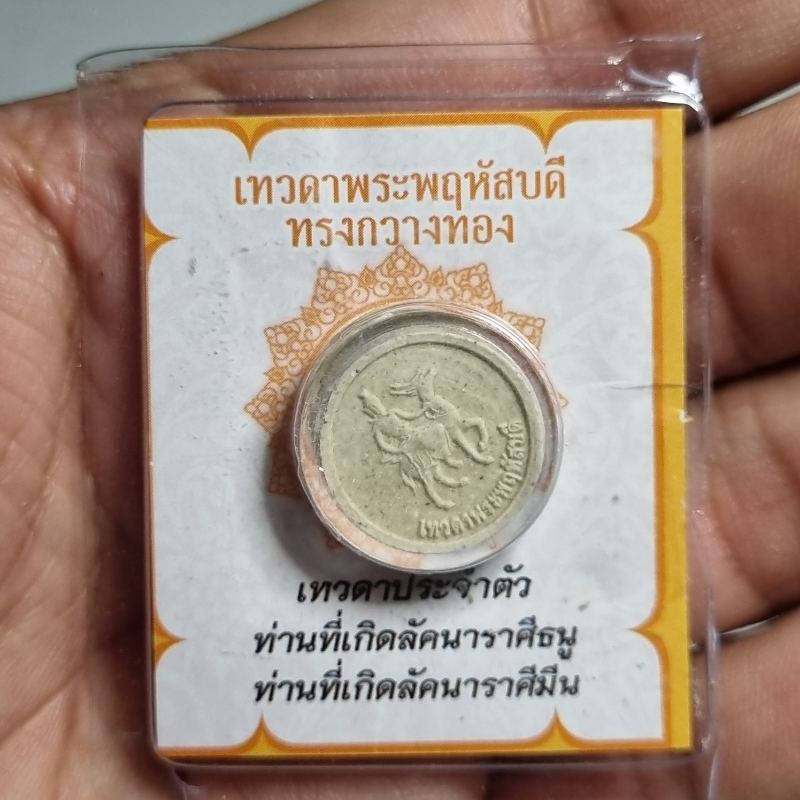 เทวดาพระพฤหัสบดี
ทรงกวางทอง
เทวดาพระพฤหัสบดี
เทวดาประจำตัว
ท่านที่เกิดลัคนาราศีธนู
ท่านที่เกิดลัคนาราศีมีน